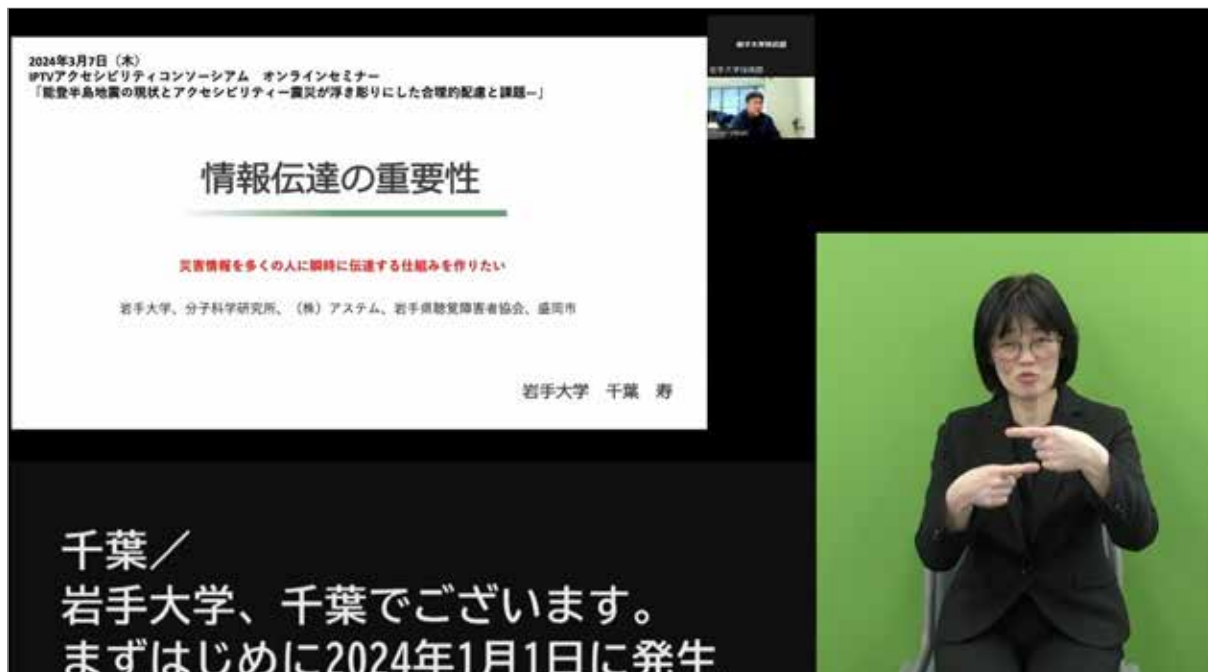 2024年3月7日（木）
IPTVアクセシビリティコンソーシアム　オンラインセミナー
「能登半島地震の現状とアクセシビリティー震災が浮き彫りにした合理的配慮と課題ー」
情報伝達の重要性
災害情報を多くの人に瞬時に伝達する仕組みを作りたい
岩手大学、分子科学研究所、（株）アステム、岩手県聴覚障害者協会、盛岡市
岩手大学　千葉　寿
千葉／
岩手大学、千葉でございます。
まずはじめに2024年1月1日に発生